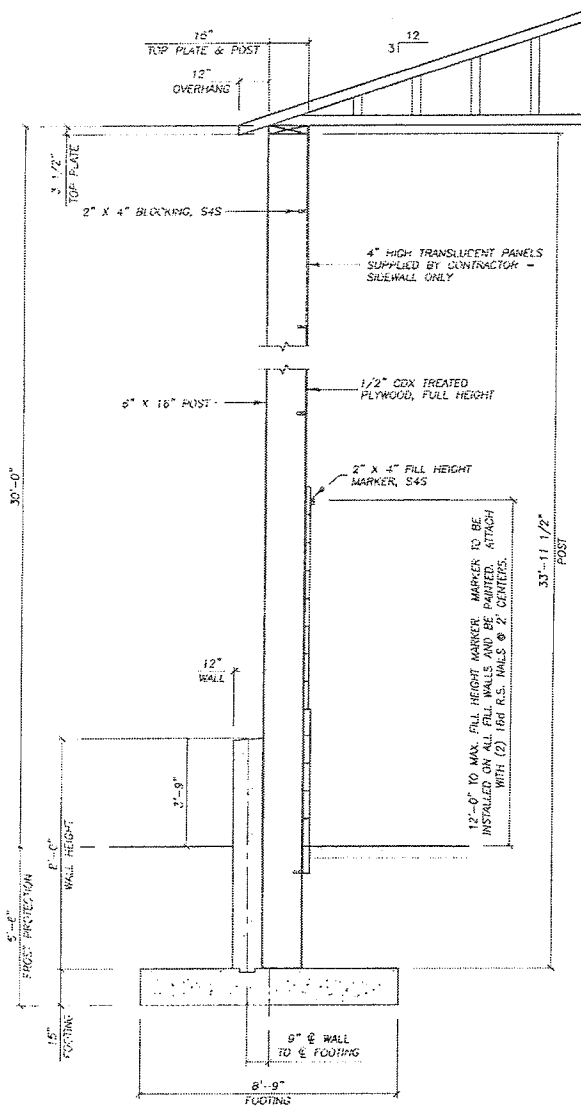 16"
TOP PLATE & POST
12"
OVERHANG
12
3
3 1/2"
TOP PLATE
2" X 4" BLOCKING, S4S
4" HIGH TRANSLUCENT PANELS
SUPPLIED BY CONTRACTOR -
SIDEWALL ONLY
1/2" CDX TREATED
PLYWOOD, FULL HEIGHT
6" X 16" POST
2" X 4" FILL HEIGHT
MARKER, S4S
30'-0"
12'-0" TO MAX. FILL HEIGHT MARKER. MARKER TO BE
INSTALLED ON ALL FILL WALLS AND BE PAINTED. ATTACH
WITH (2) 16d R.S. NAILS @ 2' CENTERS.
33'-11 1/2"
POST
12"
WALL
3'-9"
WALL HEIGHT
FROST PROTECTION
FOOTING
9" ℄ WALL
TO ℄ FOOTING
8'-9"
FOOTING